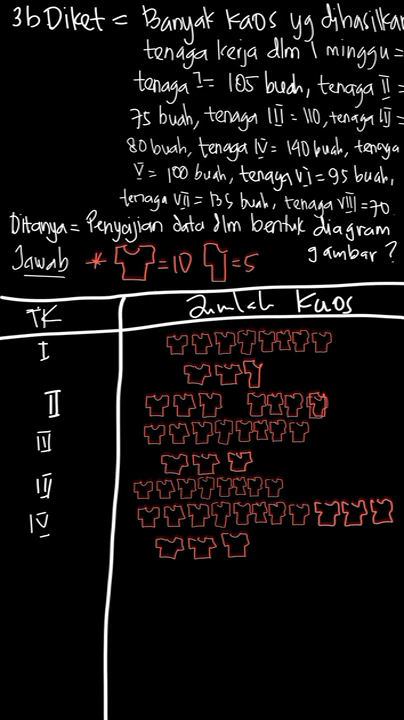 3b Diket = Banyak Kaos yg dihasilkan
tenaga kerja dlm 1 minggu =
tenaga I = 105 buah, tenaga II =
75 buah, tenaga III = 110, tenaga III =
80 buah, tenaga IV = 140 buah, tenaga
V = 100 buah, tenaga VI = 95 buah,
tenaga VII = 135 buah, tenaga VIII = 70.
Ditanya = Penyajian data dlm bentuk diagram
gambar?
Jawab * = 10 = 5
TK Jumlah Kaos
I
II
III
III
IV